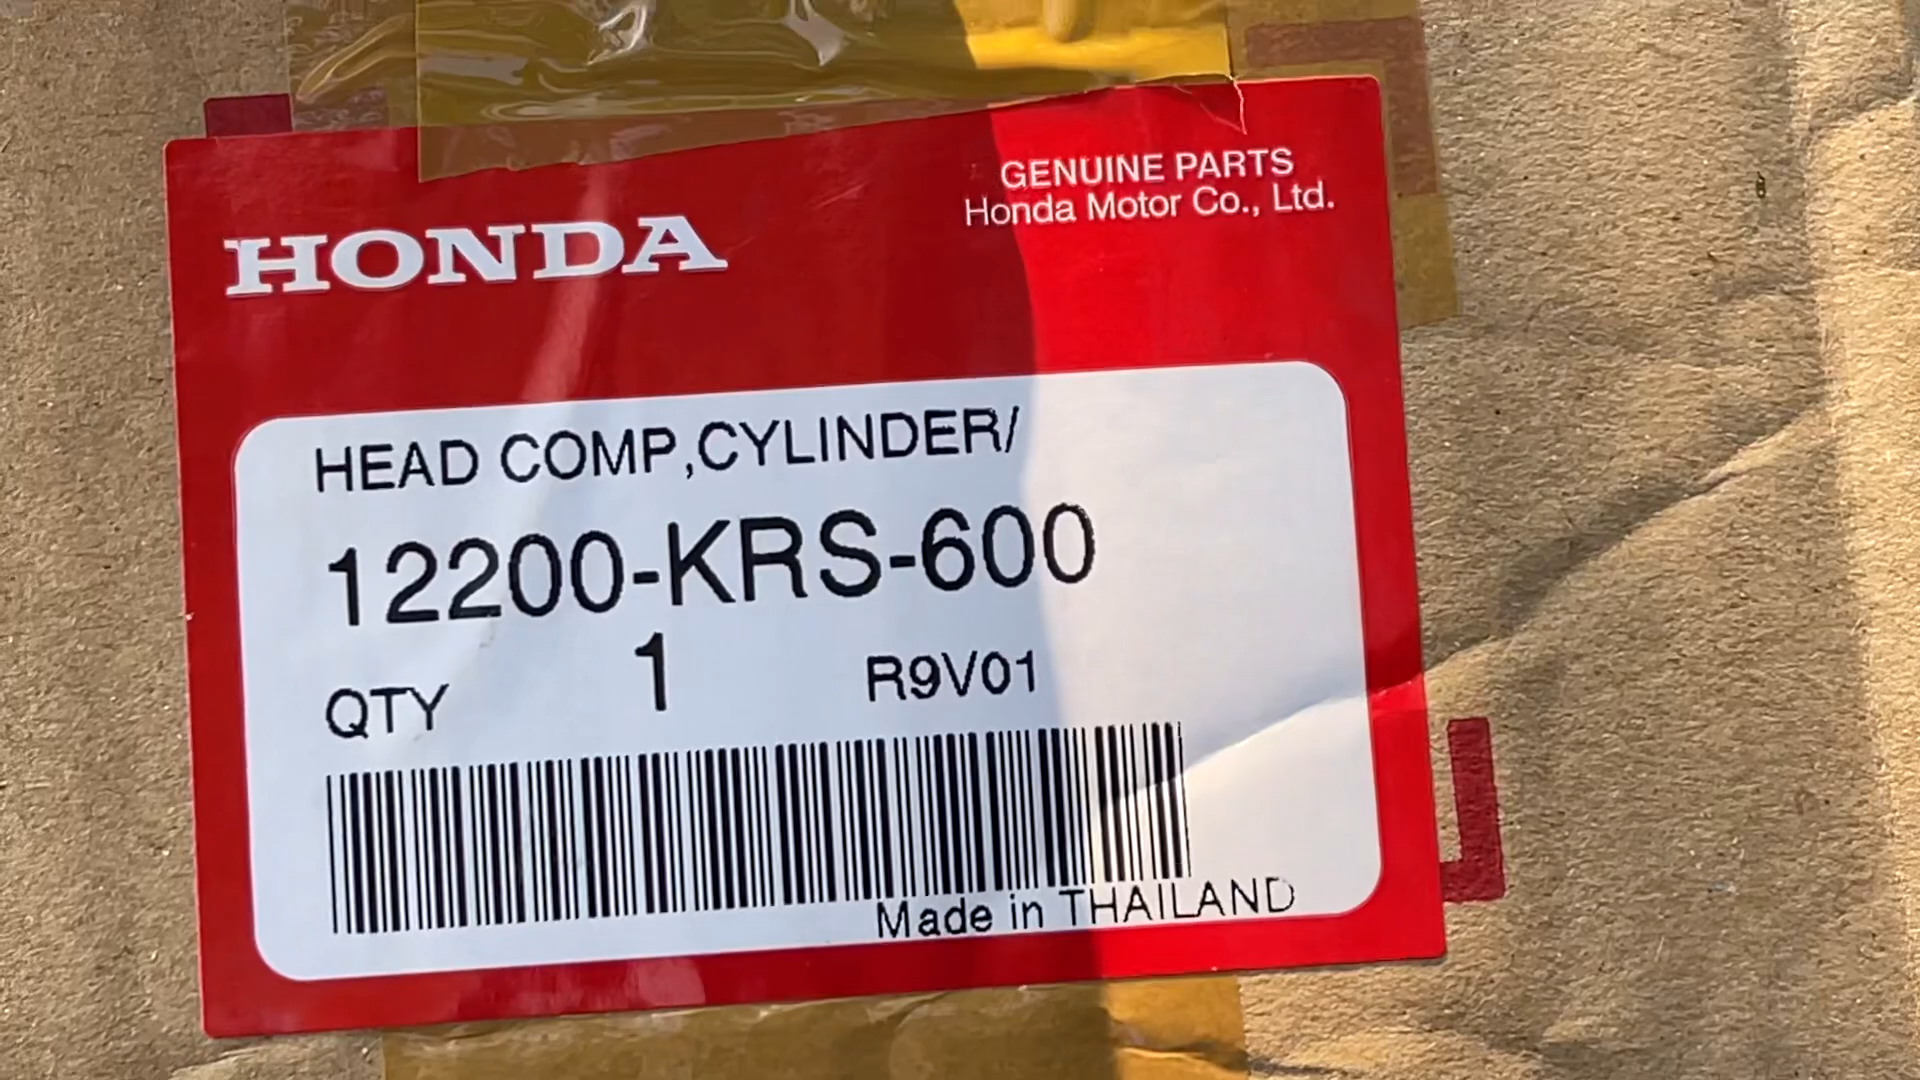 HONDA
GENUINE PARTS
Honda Motor Co., Ltd.
HEAD COMP,CYLINDER/
12200-KRS-600
QTY 1 R9V01
Made in THAILAND